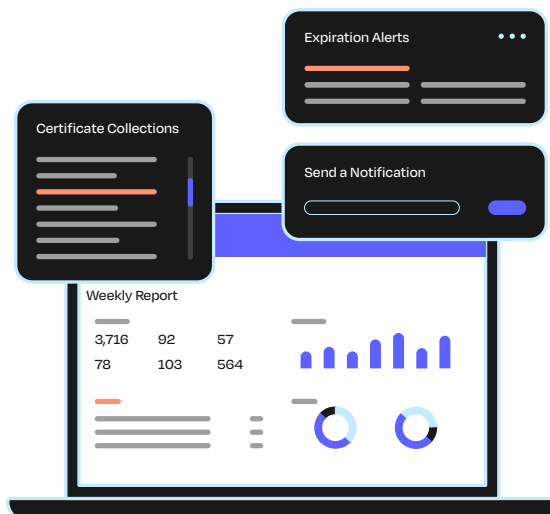 Expiration Alerts
Certificate Collections
Send a Notification
Weekly Report
3,716 92 57
78 103 564